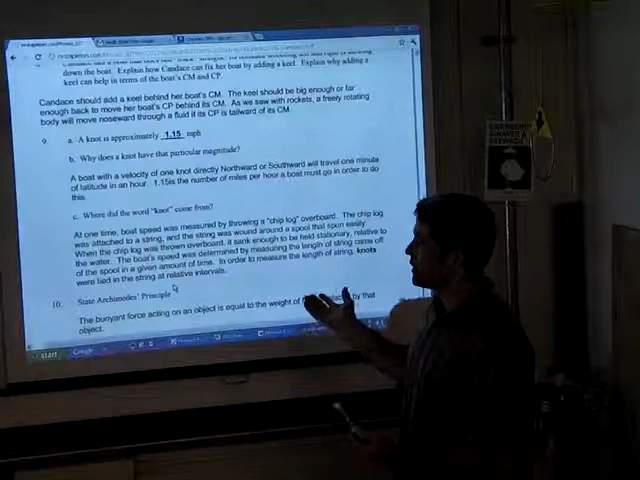 down the boat. Explain how Candace can fix her boat by adding a keel. Explain why adding a
keel can help in terms of the boat's CM and CP.
Candace should add a keel behind her boat's CM. The keel should be big enough or far
enough back to move her boat's CP behind its CM. As we saw with rockets, a freely rotating
body will move noseward through a fluid if its CP is tailward of its CM.
9. a. A knot is approximately 1.15 mph
b. Why does a knot have that particular magnitude?
A boat with a velocity of one knot directly Northward or Southward will travel one minute
of latitude in an hour. 1.15is the number of miles per hour a boat must go in order to do
this.
c. Where did the word "knot" come from?
At one time, boat speed was measured by throwing a "chip log" overboard. The chip log
was attached to a string, and the string was wound around a spool that spun easily.
When the chip log was thrown overboard, it sank enough to be held stationary, relative to
the water. The boat's speed was determined by measuring the length of string came off
of the spool in a given amount of time. In order to measure the length of string, knots
were tied in the string at relative intervals.
10. State Archimedes' Principle
The buoyant force acting on an object is equal to the weight of by that
object.
start
Google